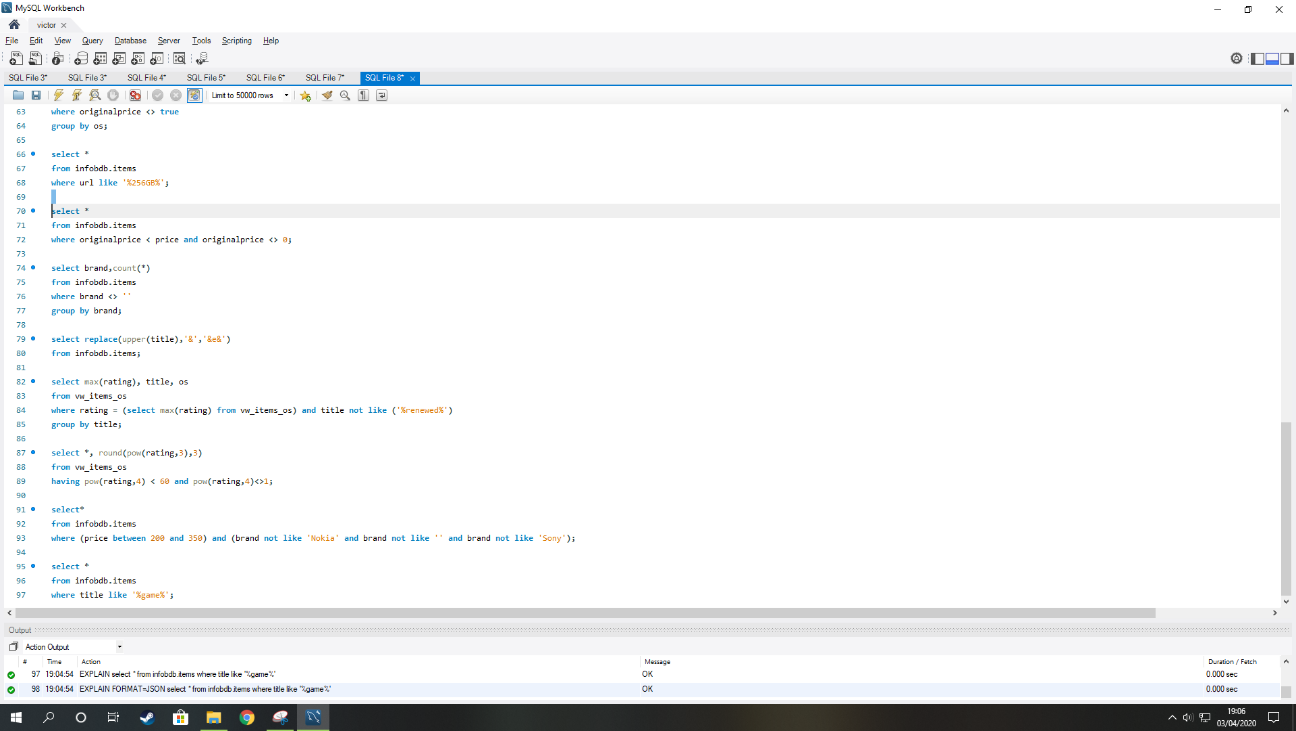 MySQL Workbench
victor ×
File Edit View Query Database Server Tools Scripting Help
SQL File 3* SQL File 3* SQL File 4* SQL File 5* SQL File 6* SQL File 7* SQL File 8* ×
Limit to 50000 rows
63 where originalprice <> true
64 group by os;
65
66 select *
67 from infobdb.items
68 where url like '%256GB%';
69
70 select *
71 from infobdb.items
72 where originalprice < price and originalprice <> 0;
73
74 select brand,count(*)
75 from infobdb.items
76 where brand <> ''
77 group by brand;
78
79 select replace(upper(title),'&','&e&')
80 from infobdb.items;
81
82 select max(rating), title, os
83 from vw_items_os
84 where rating = (select max(rating) from vw_items_os) and title not like ('%renewed%')
85 group by title;
86
87 select *, round(pow(rating,3),3)
88 from vw_items_os
89 having pow(rating,4) < 60 and pow(rating,4)<>1;
90
91 select*
92 from infobdb.items
93 where (price between 200 and 350) and (brand not like 'Nokia' and brand not like '' and brand not like 'Sony');
94
95 select *
96 from infobdb.items
97 where title like '%game%';
Output
Action Output
# Time Action Message Duration / Fetch
97 19:04:54 EXPLAIN select * from infobdb.items where title like '%game%' OK 0.000 sec
98 19:04:54 EXPLAIN FORMAT=JSON select * from infobdb.items where title like '%game%' OK 0.000 sec
19:06
03/04/2020